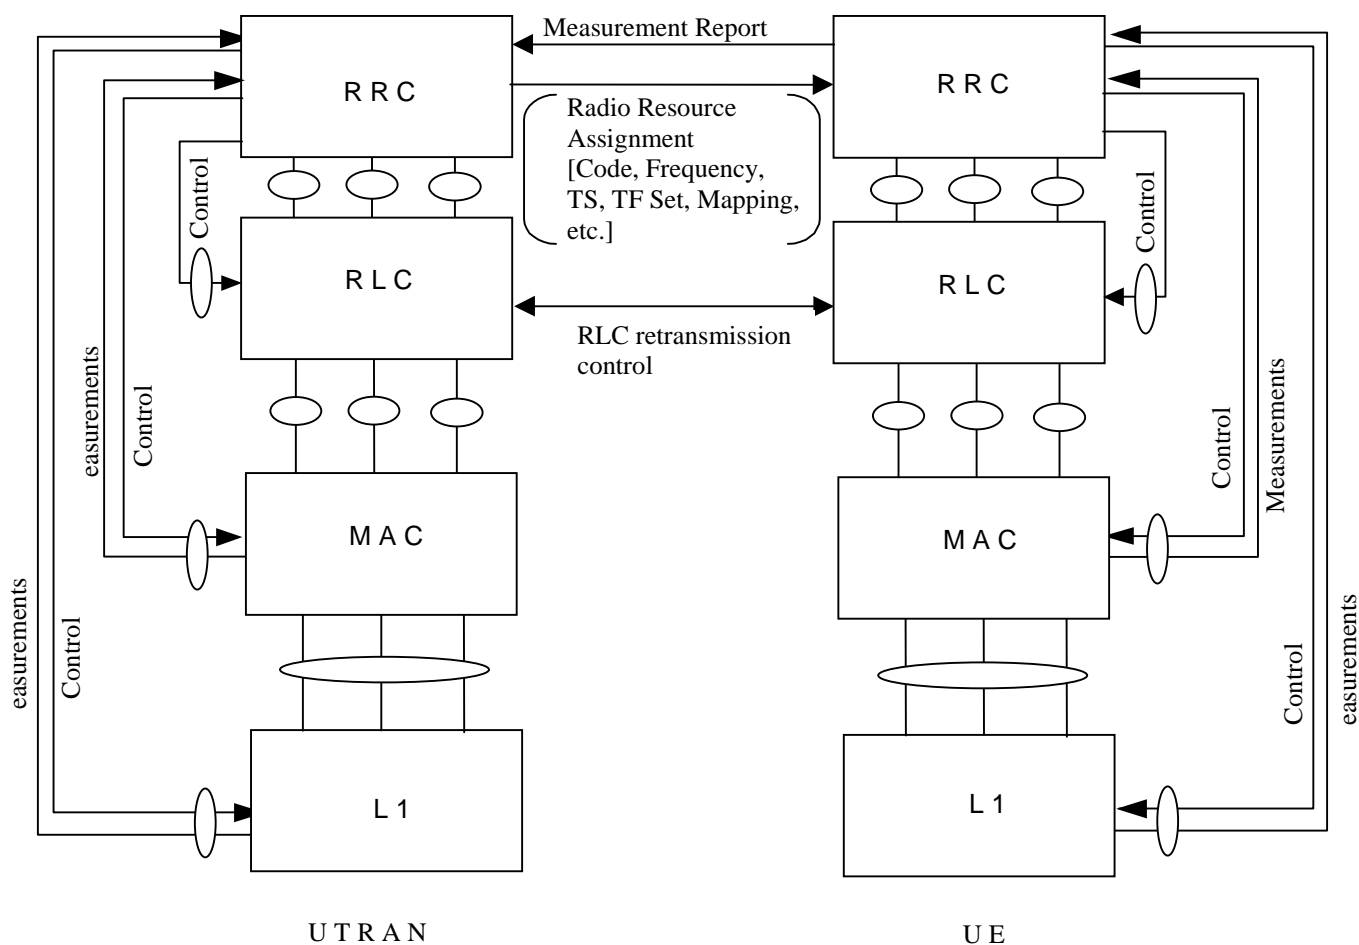 Measurement Report
R R C
R R C
Radio Resource
Assignment
[Code, Frequency,
TS, TF Set, Mapping,
etc.]
Control
Control
R L C
R L C
RLC retransmission
control
easurements
Control
Control
Measurements
M A C
M A C
easurements
Control
Control
easurements
L 1
L 1
U T R A N
U E